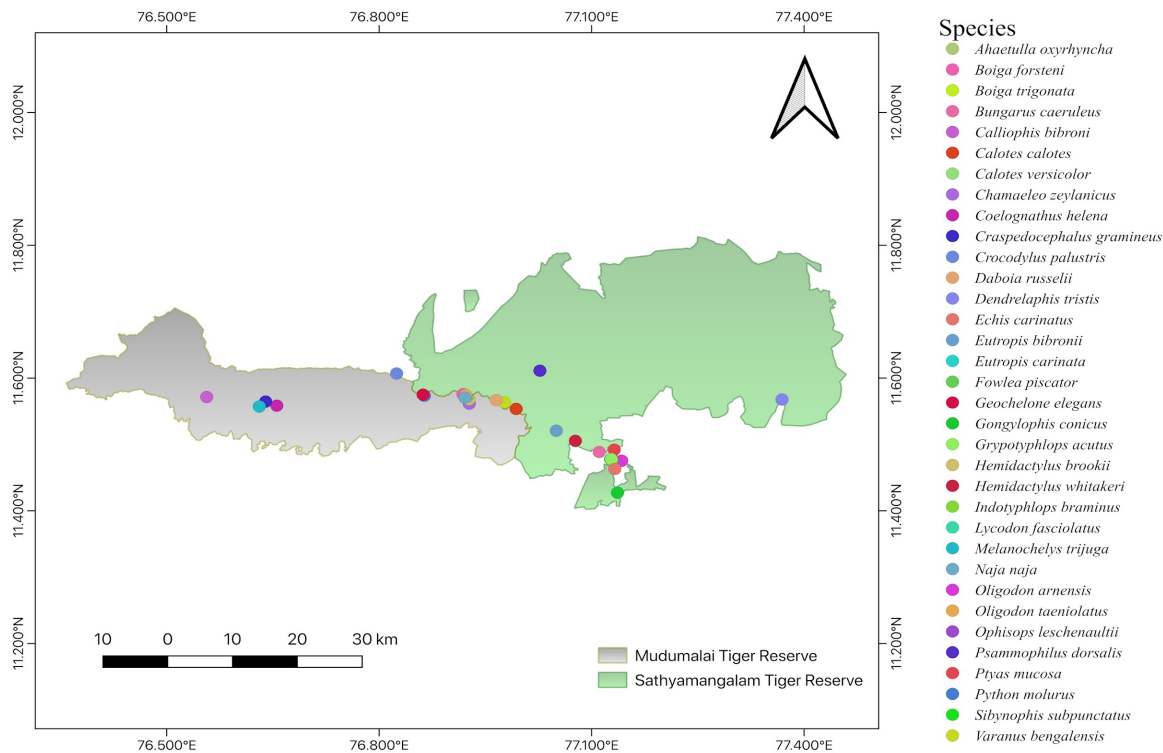 76.500°E 76.800°E 77.100°E 77.400°E
12.000°N 12.000°N
11.800°N 11.800°N
11.600°N 11.600°N
11.400°N 11.400°N
11.200°N 11.200°N
10 0 10 20 30 km
Mudumalai Tiger Reserve
Sathyamangalam Tiger Reserve
76.500°E 76.800°E 77.100°E 77.400°E
Species
Ahaetulla oxyrhyncha
Boiga forsteni
Boiga trigonata
Bungarus caeruleus
Calliophis bibroni
Calotes calotes
Calotes versicolor
Chamaeleo zeylanicus
Coelognathus helena
Craspedocephalus gramineus
Crocodylus palustris
Daboia russelii
Dendrelaphis tristis
Echis carinatus
Eutropis bibronii
Eutropis carinata
Fowlea piscator
Geochelone elegans
Gongylophis conicus
Grypotyphlops acutus
Hemidactylus brookii
Hemidactylus whitakeri
Indotyphlops braminus
Lycodon fasciolatus
Melanochelys trijuga
Naja naja
Oligodon arnensis
Oligodon taeniolatus
Ophisops leschenaultii
Psammophilus dorsalis
Ptyas mucosa
Python molurus
Sibynophis subpunctatus
Varanus bengalensis